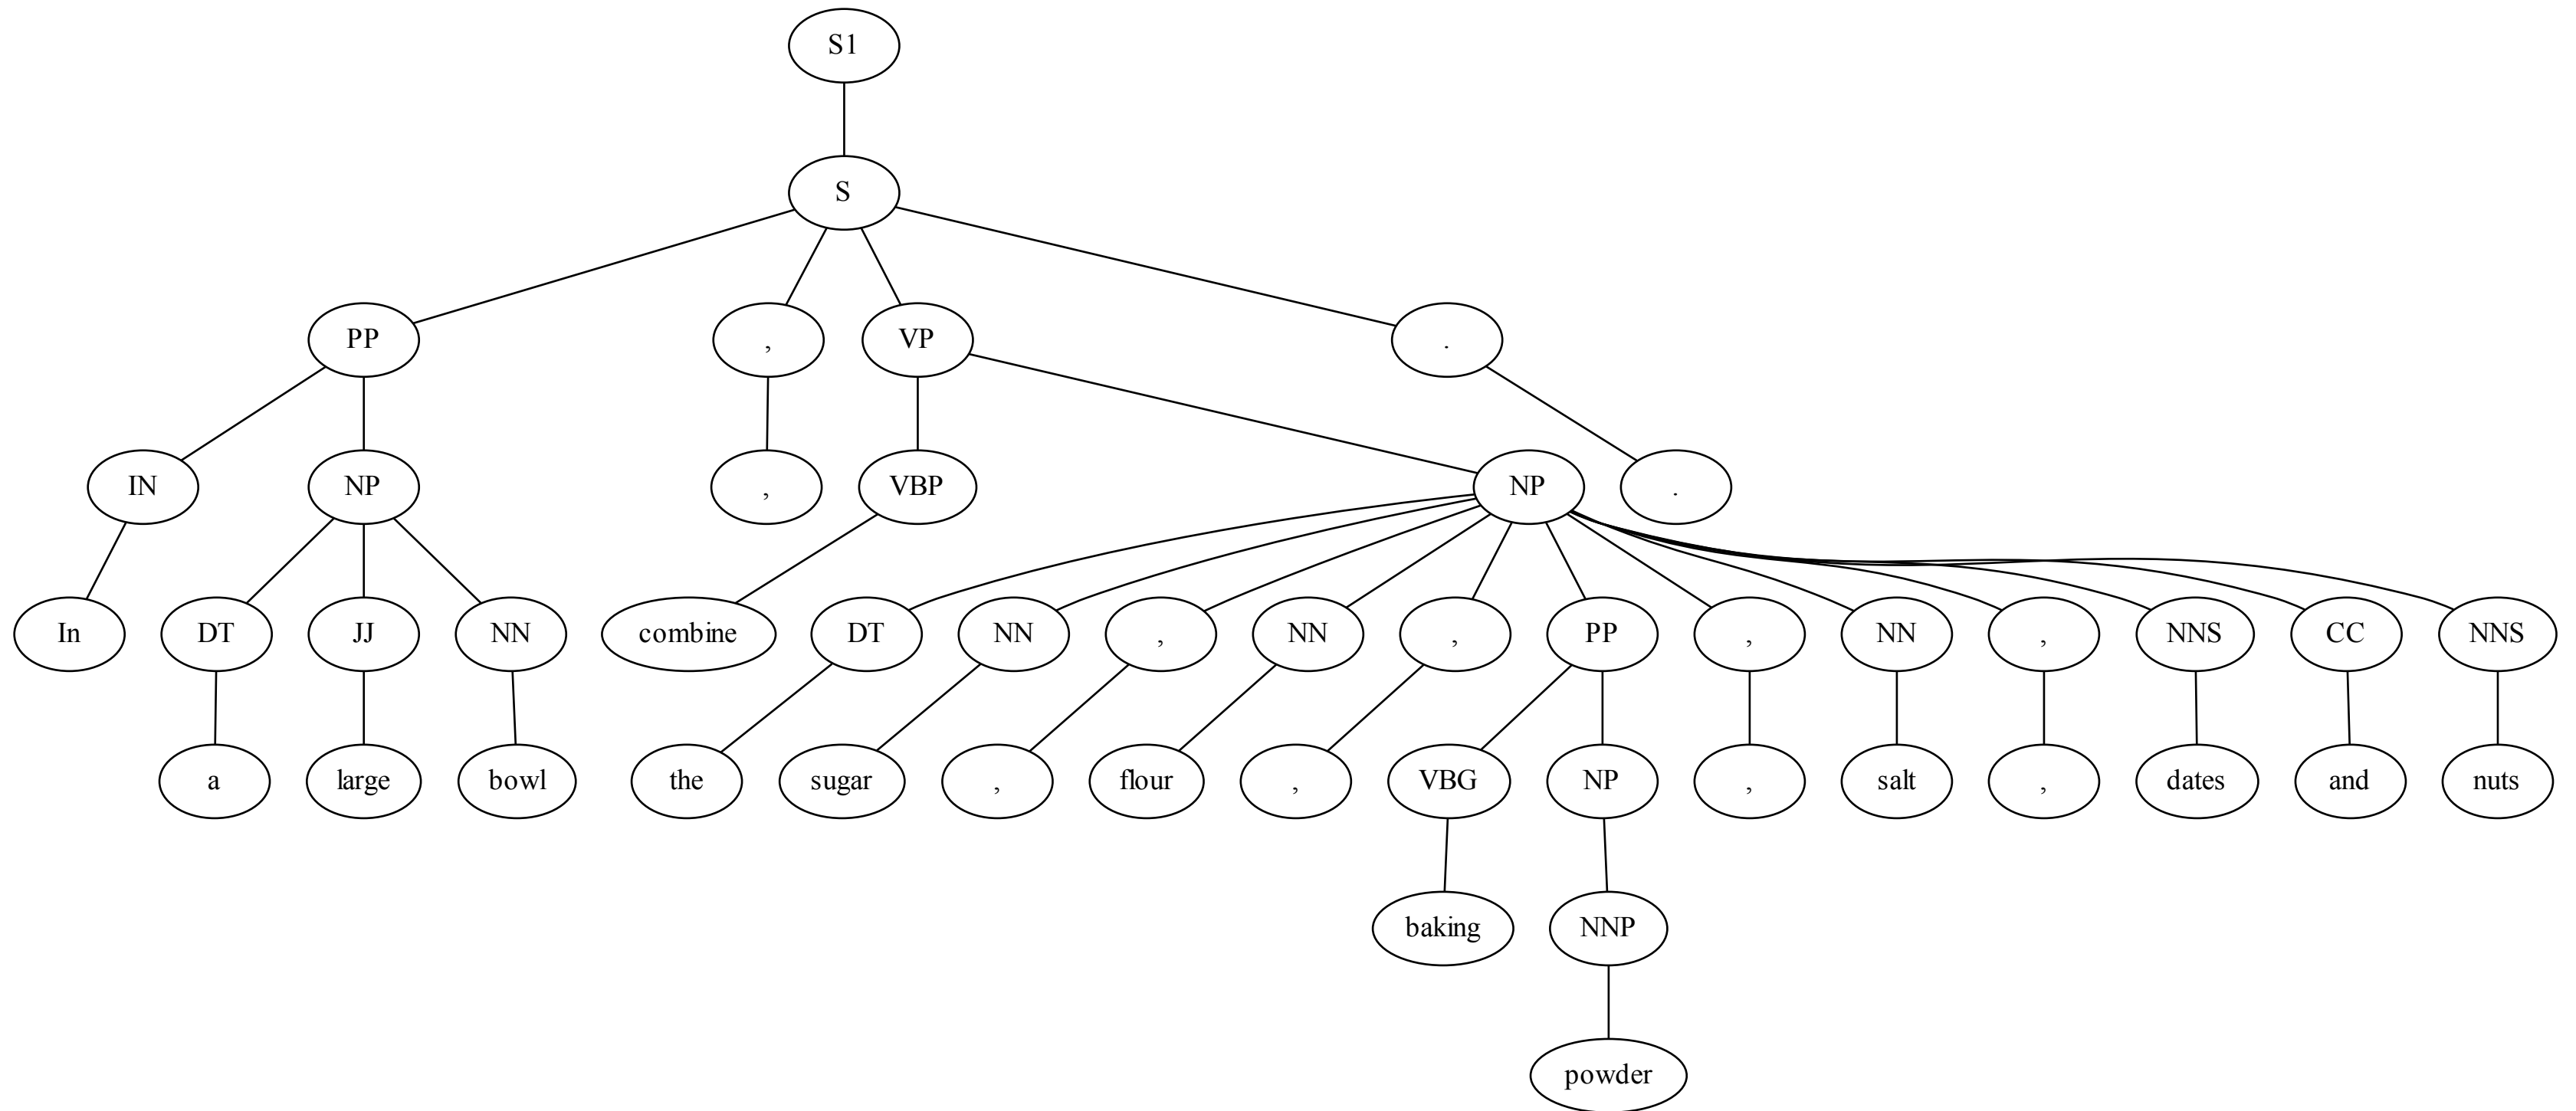 S1
S
PP , VP .
IN NP , VBP NP .
In DT JJ NN combine DT NN , NN , PP , NN , NNS CC NNS
a large bowl the sugar , flour , VBG NP , salt , dates and nuts
baking NNP
powder